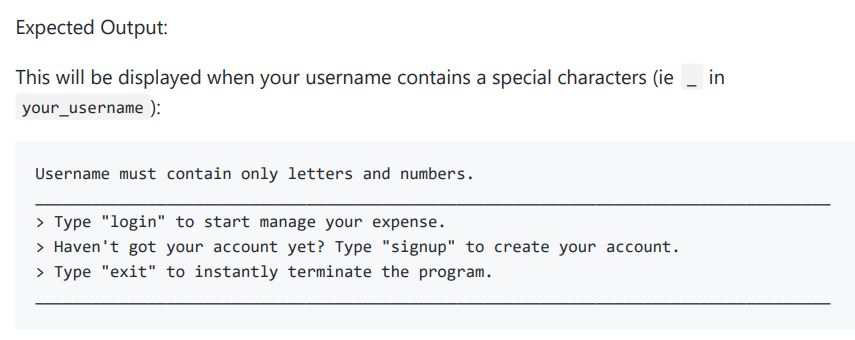 Expected Output:
This will be displayed when your username contains a special characters (ie _ in
your_username ):
Username must contain only letters and numbers.
> Type "login" to start manage your expense.
> Haven't got your account yet? Type "signup" to create your account.
> Type "exit" to instantly terminate the program.